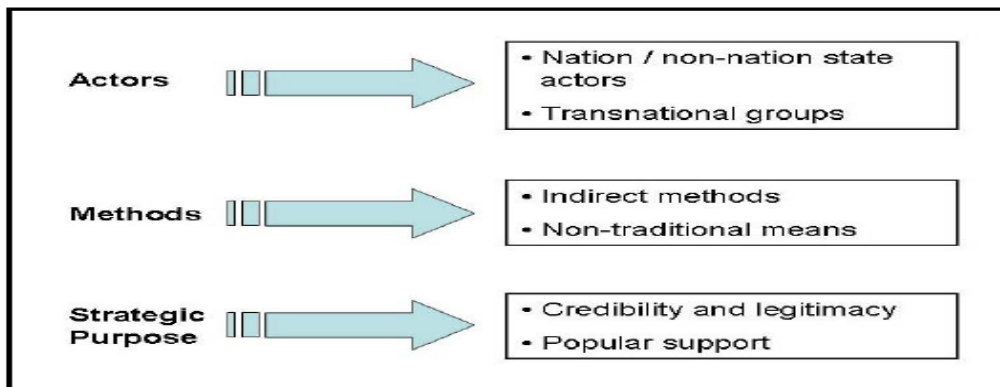 Actors
• Nation / non-nation state
actors
• Transnational groups
Methods
• Indirect methods
• Non-traditional means
Strategic
Purpose
• Credibility and legitimacy
• Popular support